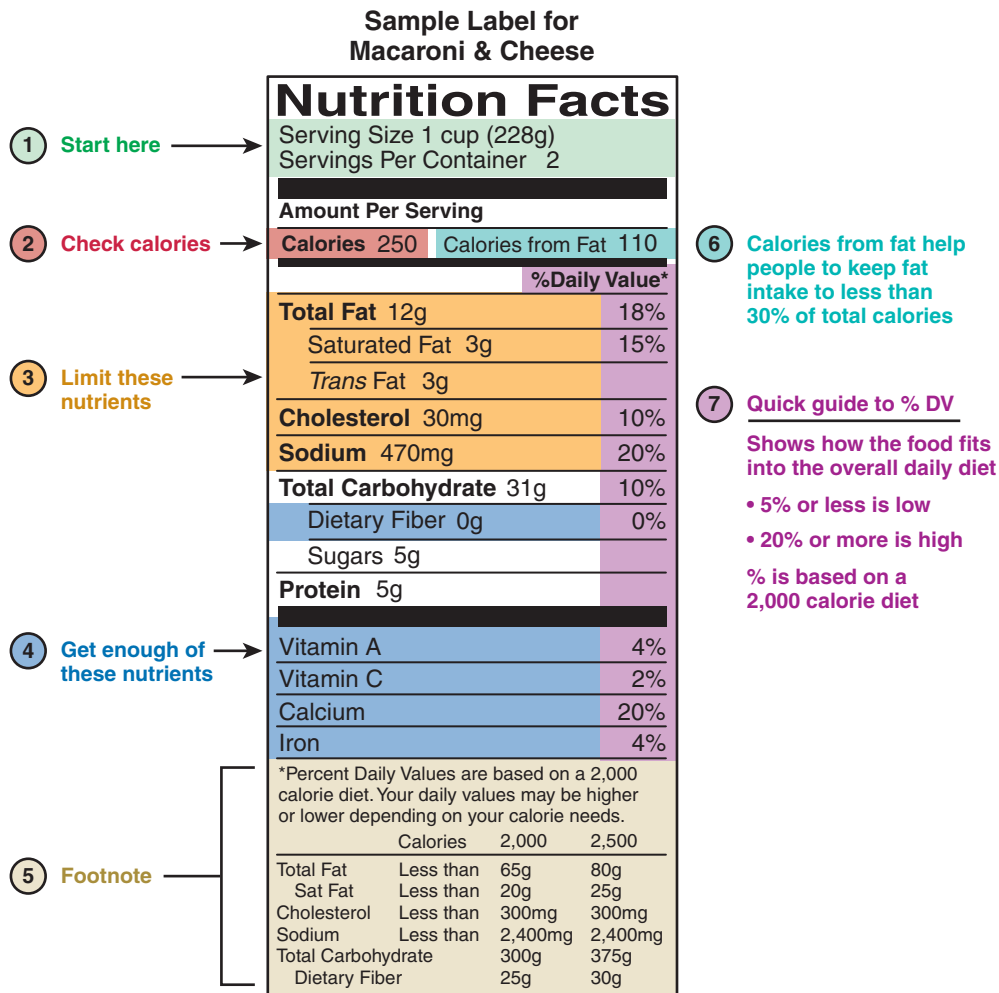 Sample Label for
Macaroni & Cheese
Nutrition Facts
1 Start here
Serving Size 1 cup (228g)
Servings Per Container 2
Amount Per Serving
2 Check calories
Calories 250 Calories from Fat 110
6 Calories from fat help
people to keep fat
intake to less than
30% of total calories
%Daily Value*
Total Fat 12g 18%
Saturated Fat 3g 15%
3 Limit these
nutrients
Trans Fat 3g
Cholesterol 30mg 10%
Sodium 470mg 20%
Total Carbohydrate 31g 10%
Dietary Fiber 0g 0%
Sugars 5g
Protein 5g
7 Quick guide to % DV
Shows how the food fits
into the overall daily diet
• 5% or less is low
• 20% or more is high
% is based on a
2,000 calorie diet
4 Get enough of
these nutrients
Vitamin A 4%
Vitamin C 2%
Calcium 20%
Iron 4%
5 Footnote
*Percent Daily Values are based on a 2,000
calorie diet. Your daily values may be higher
or lower depending on your calorie needs.
Calories 2,000 2,500
Total Fat Less than 65g 80g
Sat Fat Less than 20g 25g
Cholesterol Less than 300mg 300mg
Sodium Less than 2,400mg 2,400mg
Total Carbohydrate 300g 375g
Dietary Fiber 25g 30g